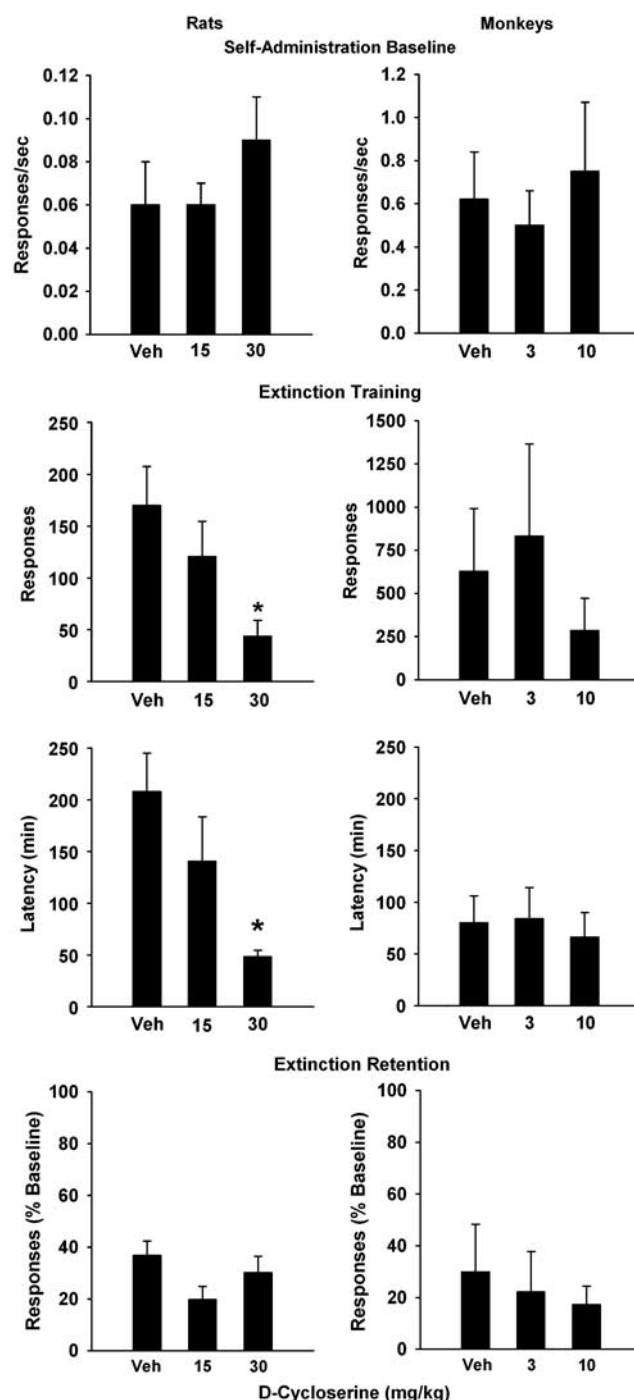 Rats Monkeys
Self-Administration Baseline
Responses/sec
0.12
0.10
0.08
0.06
0.04
0.02
0.00
Veh 15 30
Responses/sec
1.2
1.0
0.8
0.6
0.4
0.2
0.0
Veh 3 10
Extinction Training
Responses
250
200
150
100
50
0
*
Veh 15 30
Responses
1500
1250
1000
750
500
250
0
Veh 3 10
Latency (min)
250
200
150
100
50
0
*
Veh 15 30
Latency (min)
250
200
150
100
50
0
Veh 3 10
Extinction Retention
Responses (% Baseline)
100
80
60
40
20
0
Veh 15 30
Responses (% Baseline)
100
80
60
40
20
0
Veh 3 10
D-Cycloserine (mg/kg)